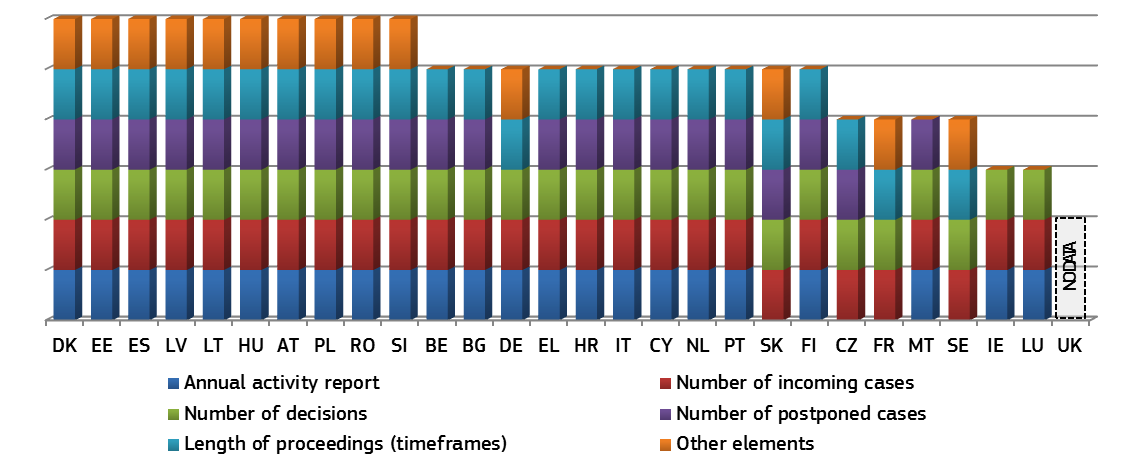 NO DATA
DK EE ES LV LT HU AT PL RO SI BE BG DE EL HR IT CY NL PT SK FI CZ FR MT SE IE LU UK
Annual activity report Number of incoming cases
Number of decisions Number of postponed cases
Length of proceedings (timeframes) Other elements